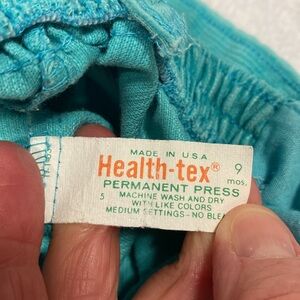 MADE IN U S A
Health-tex® 9
PERMANENT PRESS mos.
5 MACHINE WASH AND DRY
WITH LIKE COLORS
MEDIUM SETTINGS - NO BLE